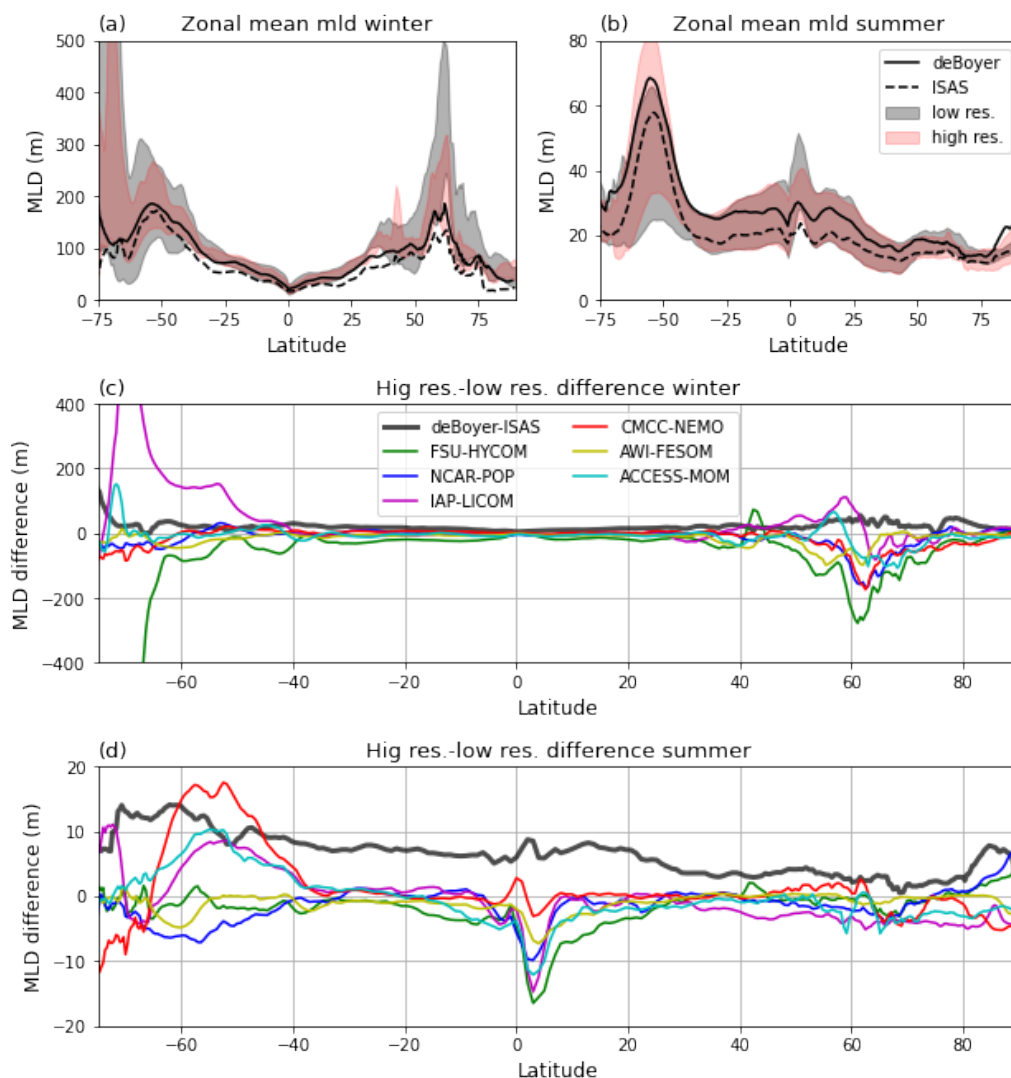 (a) Zonal mean mld winter
500
400
300
200
100
0
MLD (m)
−75 −50 −25 0 25 50 75
Latitude
(b) Zonal mean mld summer
80
60
40
20
0
MLD (m)
deBoyer
ISAS
low res.
high res.
−75 −50 −25 0 25 50 75
Latitude
(c) Hig res.-low res. difference winter
400
200
0
−200
−400
MLD difference (m)
deBoyer-ISAS
FSU-HYCOM
NCAR-POP
IAP-LICOM
CMCC-NEMO
AWI-FESOM
ACCESS-MOM
−60 −40 −20 0 20 40 60 80
Latitude
(d) Hig res.-low res. difference summer
20
10
0
−10
−20
MLD difference (m)
−60 −40 −20 0 20 40 60 80
Latitude